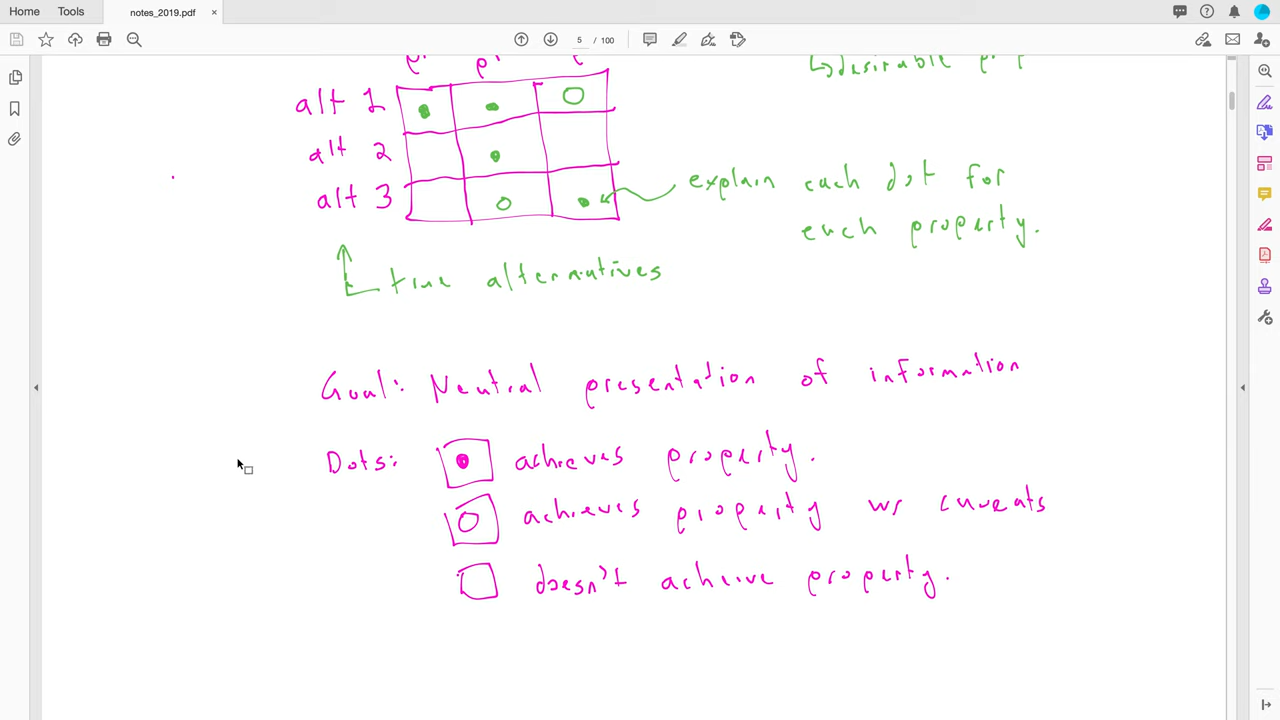 Home Tools notes_2019.pdf ×
5 / 100
desirable
alt 1
alt 2
alt 3
explain each dot for
each property.
true alternatives
Goal: Neutral presentation of information
Dots: achieves property.
achieves property w/ caveats
doesn't acheive property.